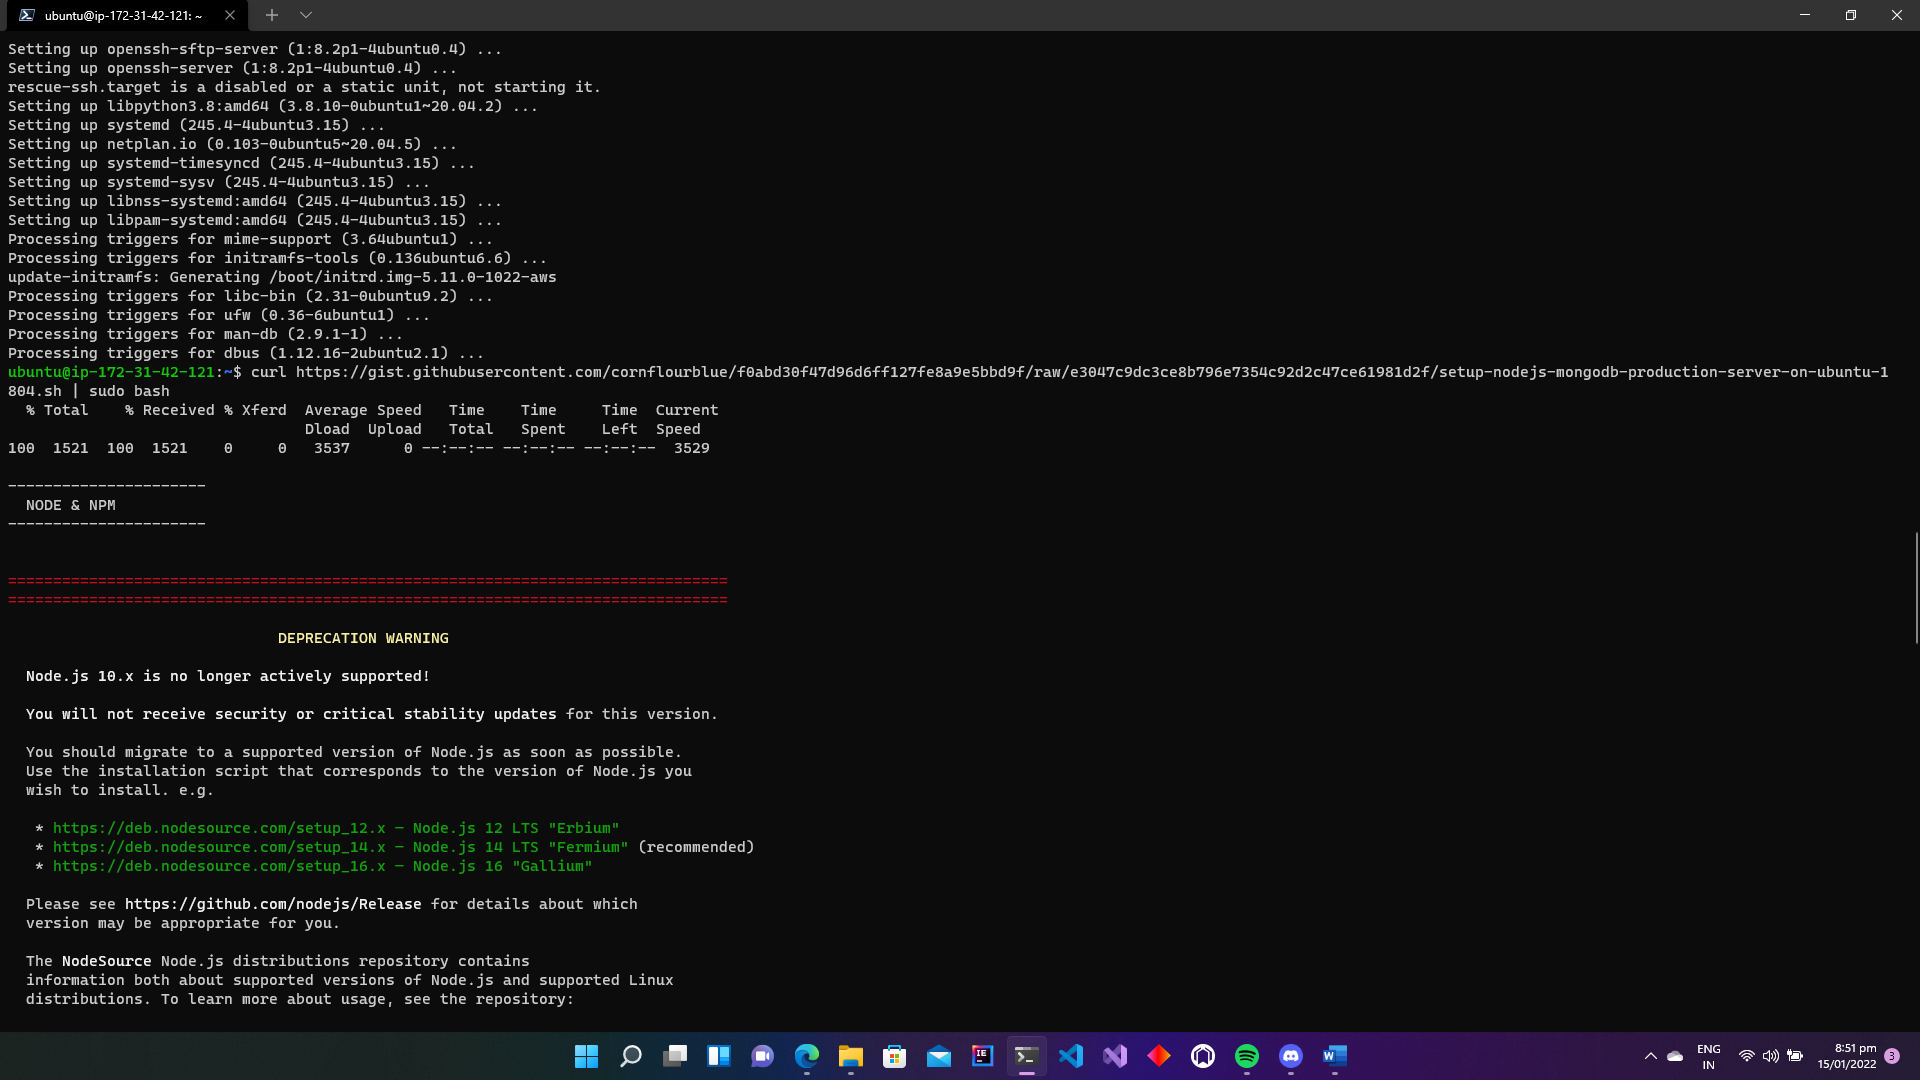 ubuntu@ip-172-31-42-121: ~
Setting up openssh-sftp-server (1:8.2p1-4ubuntu0.4) ...
Setting up openssh-server (1:8.2p1-4ubuntu0.4) ...
rescue-ssh.target is a disabled or a static unit, not starting it.
Setting up libpython3.8:amd64 (3.8.10-0ubuntu1~20.04.2) ...
Setting up systemd (245.4-4ubuntu3.15) ...
Setting up netplan.io (0.103-0ubuntu5~20.04.5) ...
Setting up systemd-timesyncd (245.4-4ubuntu3.15) ...
Setting up systemd-sysv (245.4-4ubuntu3.15) ...
Setting up libnss-systemd:amd64 (245.4-4ubuntu3.15) ...
Setting up libpam-systemd:amd64 (245.4-4ubuntu3.15) ...
Processing triggers for mime-support (3.64ubuntu1) ...
Processing triggers for initramfs-tools (0.136ubuntu6.6) ...
update-initramfs: Generating /boot/initrd.img-5.11.0-1022-aws
Processing triggers for libc-bin (2.31-0ubuntu9.2) ...
Processing triggers for ufw (0.36-6ubuntu1) ...
Processing triggers for man-db (2.9.1-1) ...
Processing triggers for dbus (1.12.16-2ubuntu2.1) ...
ubuntu@ip-172-31-42-121:~$ curl https://gist.githubusercontent.com/cornflourblue/f0abd30f47d96d6ff127fe8a9e5bbd9f/raw/e3047c9dc3ce8b796e7354c92d2c47ce61981d2f/setup-nodejs-mongodb-production-server-on-ubuntu-1
804.sh | sudo bash
  % Total    % Received % Xferd  Average Speed   Time    Time     Time  Current
                                 Dload  Upload   Total   Spent    Left  Speed
100  1521  100  1521    0     0   3537      0 --:--:-- --:--:-- --:--:--  3529
----------------------
  NODE & NPM
----------------------
================================================================================
================================================================================
DEPRECATION WARNING
Node.js 10.x is no longer actively supported!
You will not receive security or critical stability updates for this version.
You should migrate to a supported version of Node.js as soon as possible.
Use the installation script that corresponds to the version of Node.js you
wish to install. e.g.
* https://deb.nodesource.com/setup_12.x — Node.js 12 LTS "Erbium"
* https://deb.nodesource.com/setup_14.x — Node.js 14 LTS "Fermium" (recommended)
* https://deb.nodesource.com/setup_16.x — Node.js 16 "Gallium"
Please see https://github.com/nodejs/Release for details about which
version may be appropriate for you.
The NodeSource Node.js distributions repository contains
information both about supported versions of Node.js and supported Linux
distributions. To learn more about usage, see the repository:
IE
W
ENG
IN
8:51 pm
15/01/2022
3